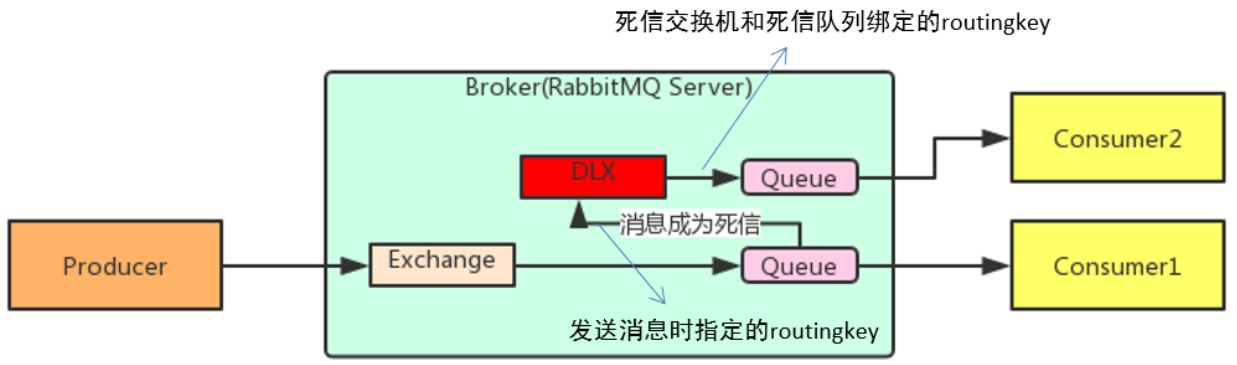 死信交换机和死信队列绑定的routingkey
Broker(RabbitMQ Server)
Consumer2
DLX
Queue
消息成为死信
Producer
Exchange
Queue
Consumer1
发送消息时指定的routingkey